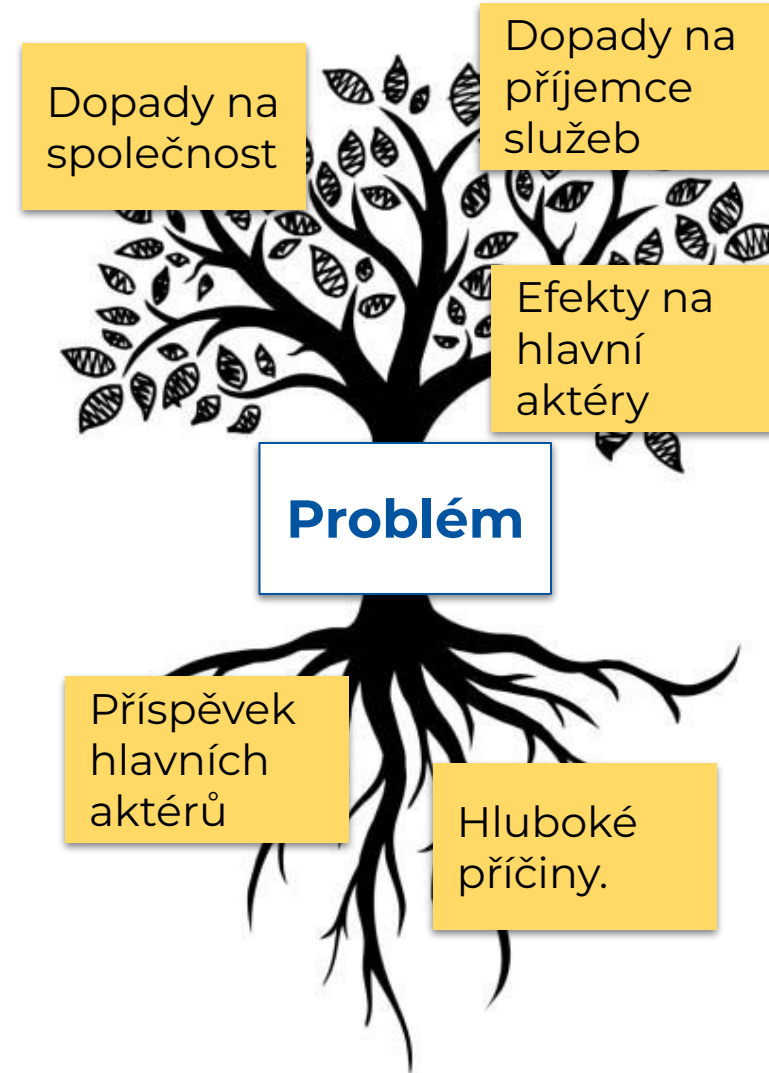 Dopady na
společnost
Dopady na
příjemce
služeb
Efekty na
hlavní
aktéry
Problém
Příspěvek
hlavních
aktérů
Hluboké
příčiny.